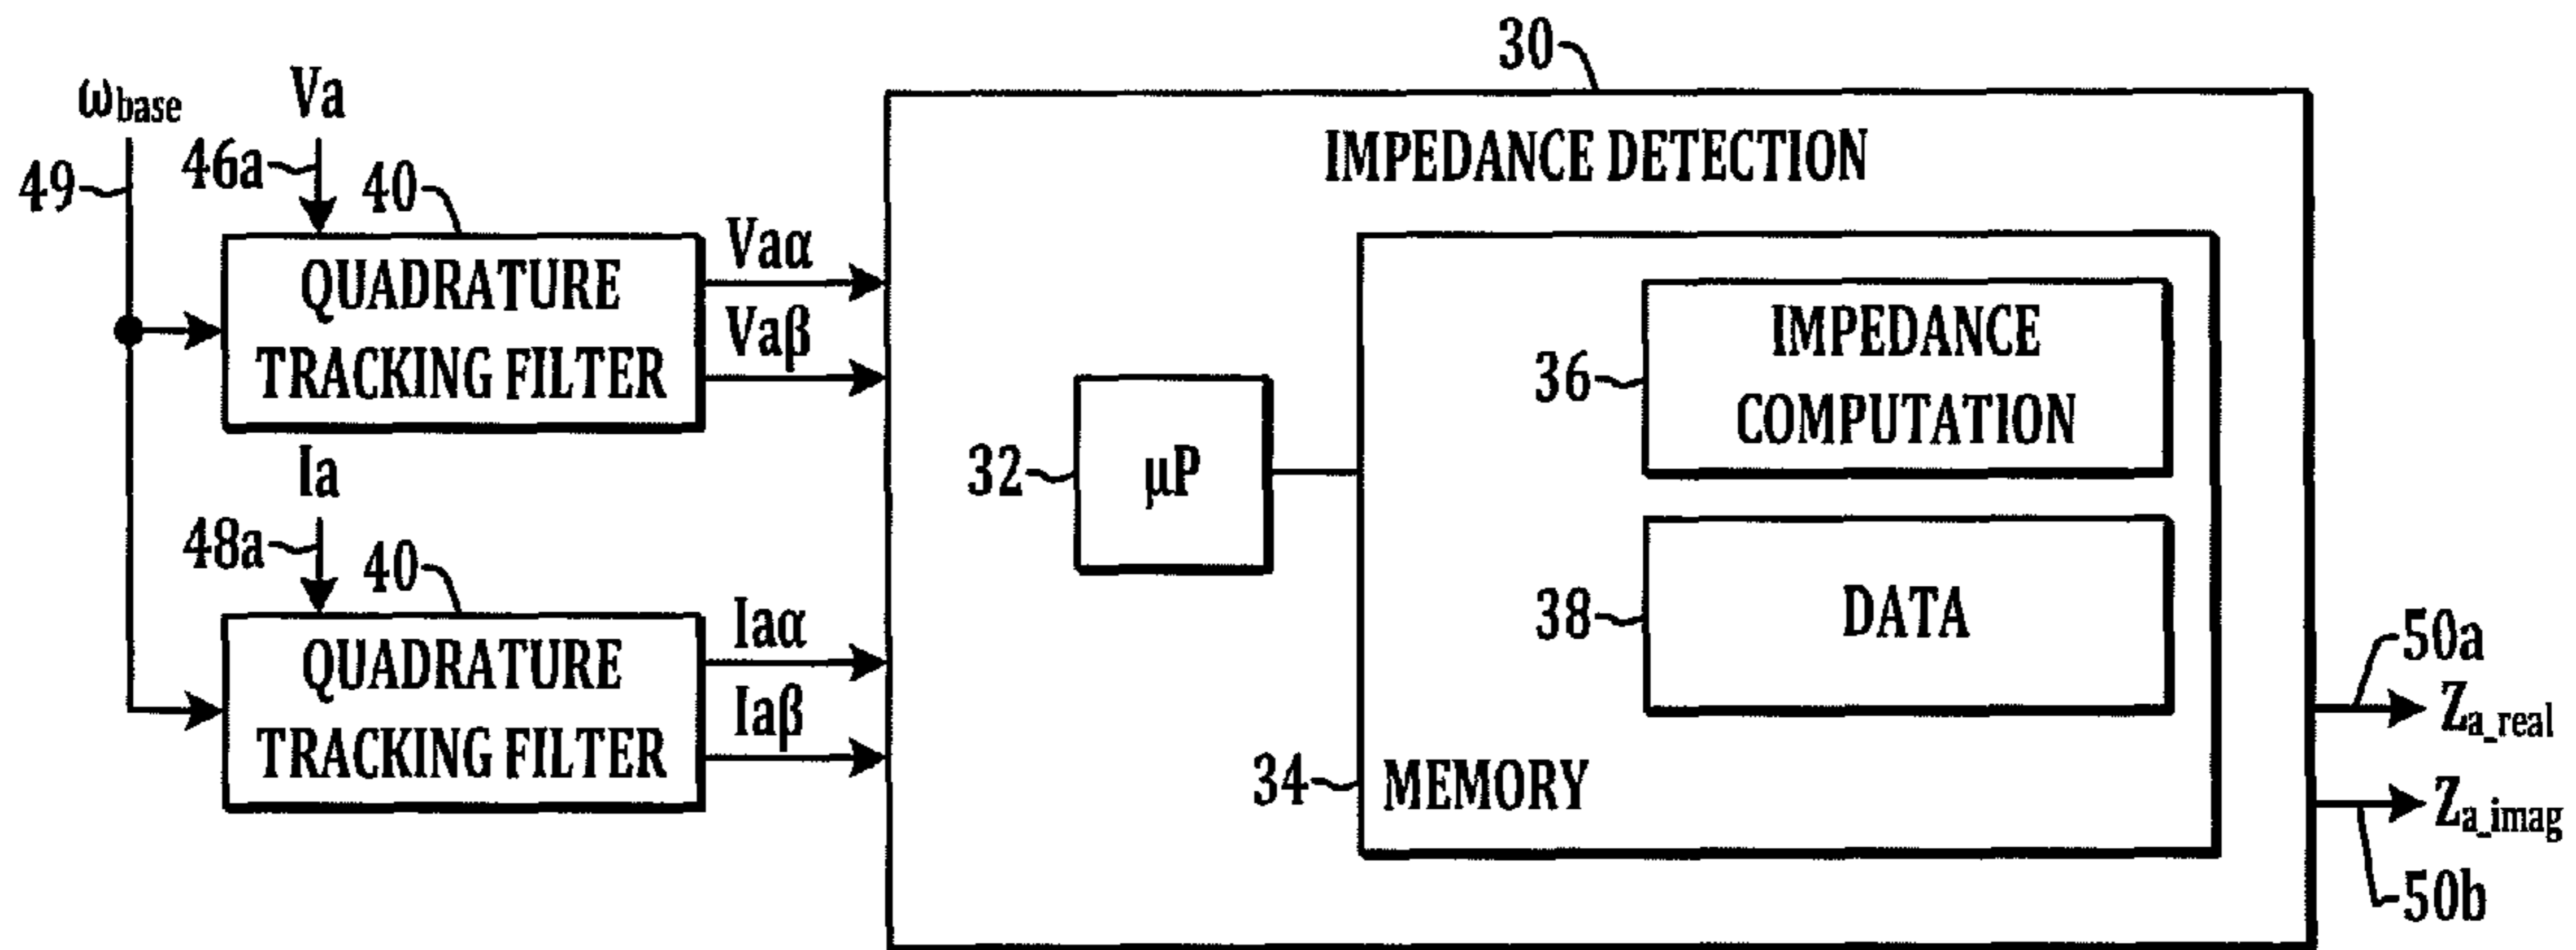 30
ωbase
Va
49
46a
40
IMPEDANCE DETECTION
QUADRATURE
TRACKING FILTER
Vaα
Vaβ
36
IMPEDANCE
COMPUTATION
32
μP
Ia
48a
40
QUADRATURE
TRACKING FILTER
Iaα
Iaβ
38
DATA
34
MEMORY
50a
Za_real
Za_imag
50b